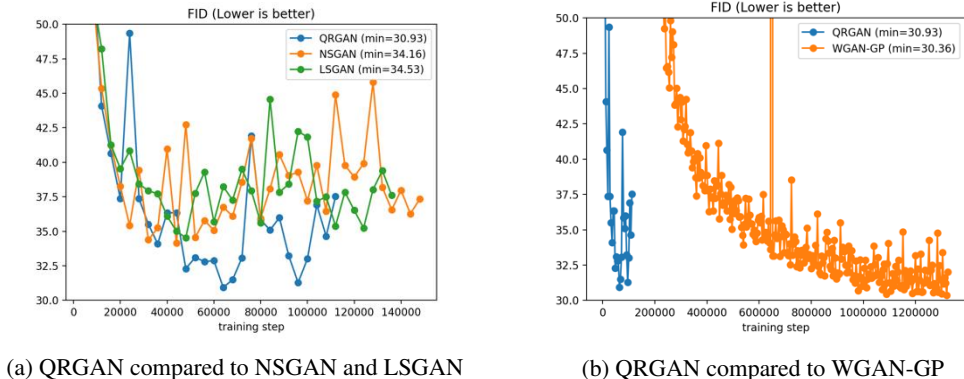 FID (Lower is better)
50.0
47.5
45.0
42.5
40.0
37.5
35.0
32.5
30.0
QRGAN (min=30.93)
NSGAN (min=34.16)
LSGAN (min=34.53)
0 20000 40000 60000 80000 100000 120000 140000
training step
(a) QRGAN compared to NSGAN and LSGAN
FID (Lower is better)
50.0
47.5
45.0
42.5
40.0
37.5
35.0
32.5
30.0
QRGAN (min=30.93)
WGAN-GP (min=30.36)
0 200000 400000 600000 800000 1000000 1200000
training step
(b) QRGAN compared to WGAN-GP